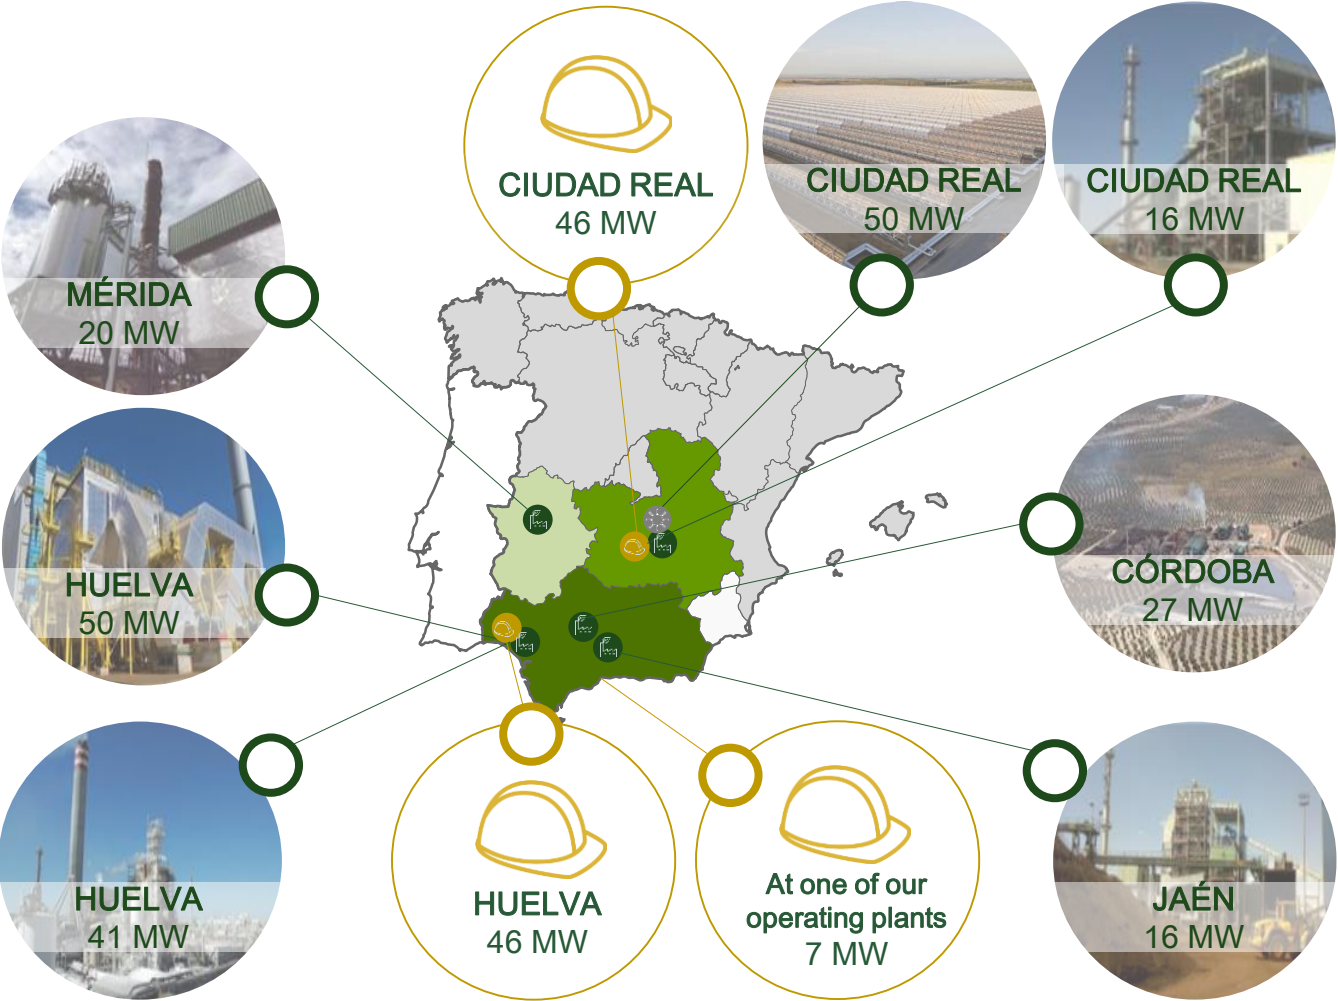 CIUDAD REAL
46 MW
CIUDAD REAL
50 MW
CIUDAD REAL
16 MW
MÉRIDA
20 MW
HUELVA
50 MW
CÓRDOBA
27 MW
HUELVA
41 MW
HUELVA
46 MW
At one of our
operating plants
7 MW
JAÉN
16 MW